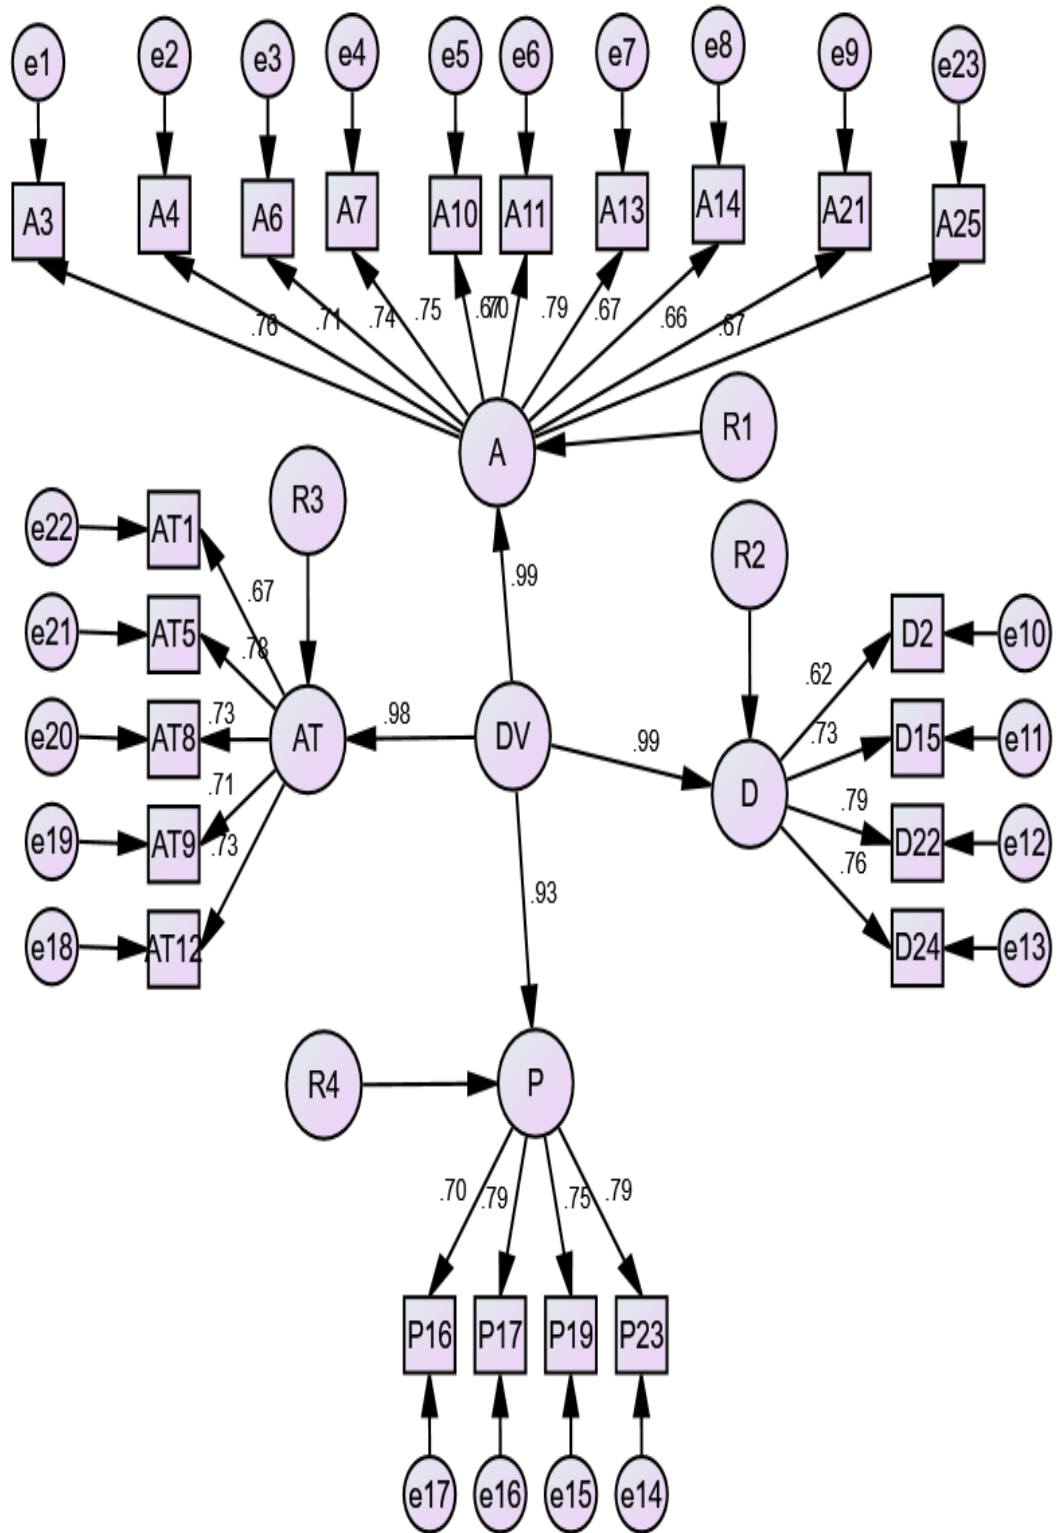 e1 e2 e3 e4 e5 e6 e7 e8 e9 e23
A3 A4 A6 A7 A10 A11 A13 A14 A21 A25
.76 .71 .74 .75 .67 .70 .79 .67 .66 .67
A R1
R3
e22 AT1
R2
.99
.67
e21 AT5 D2 e10
.78
.62
e20 AT8 .73 AT .98 DV .99 .73 D15 e11
D
.71
.79
e19 AT9 .73 D22 e12
.76
.93
e18 AT12 D24 e13
R4 P
.70 .79 .75 .79
P16 P17 P19 P23
e17 e16 e15 e14